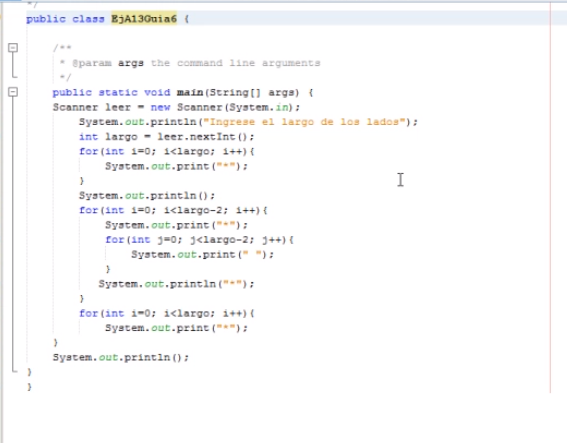 */
public class EjA13Guia6 {
/**
* @param args the command line arguments
*/
public static void main(String[] args) {
Scanner leer = new Scanner(System.in);
System.out.println("Ingrese el largo de los lados");
int largo = leer.nextInt();
for(int i=0; i<largo; i++){
System.out.print("*");
}
System.out.println();
for(int i=0; i<largo-2; i++){
System.out.print("*");
for(int j=0; j<largo-2; j++){
System.out.print(" ");
}
System.out.println("*");
}
for(int i=0; i<largo; i++){
System.out.print("*");
}
System.out.println();
}
}